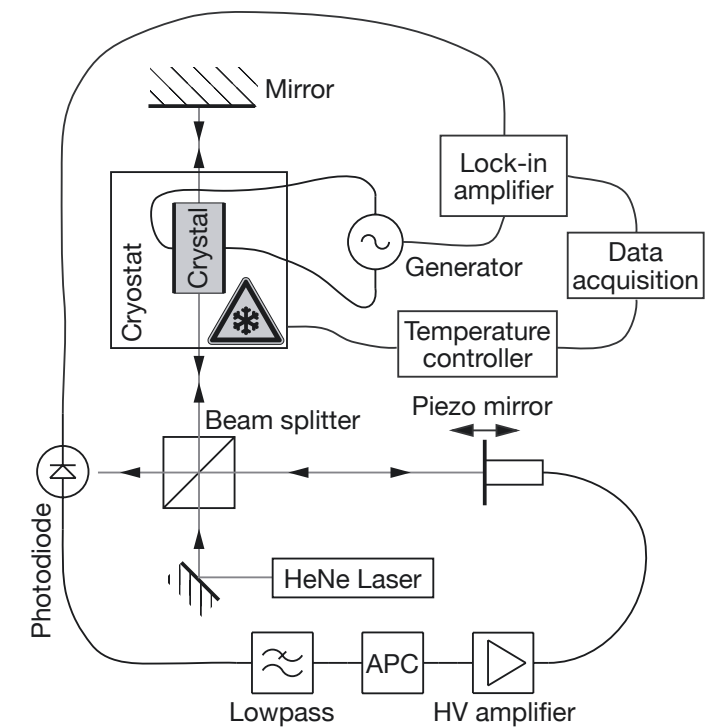 Mirror
Lock-in
amplifier
Crystal
Cryostat
Generator
Data
acquisition
Temperature
controller
Beam splitter
Piezo mirror
Photodiode
HeNe Laser
APC
Lowpass
HV amplifier